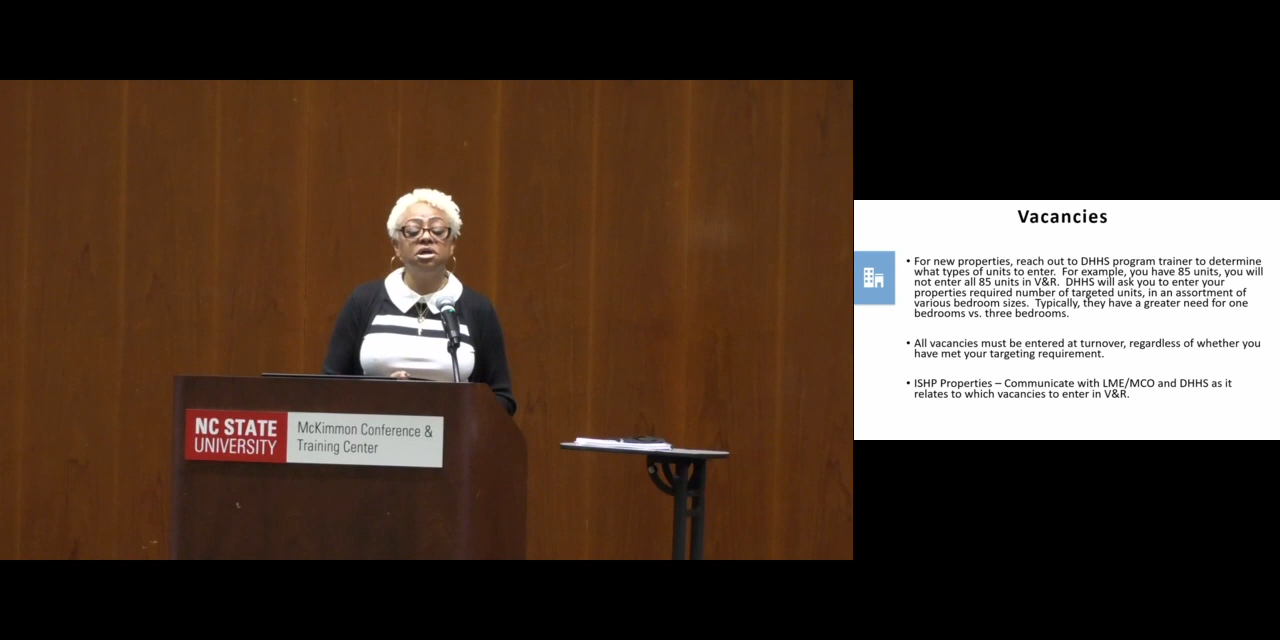 NC STATE
UNIVERSITY
McKimmon Conference &
Training Center
Vacancies
• For new properties, reach out to DHHS program trainer to determine
what types of units to enter. For example, you have 85 units, you will
not enter all 85 units in V&R. DHHS will ask you to enter your
properties required number of targeted units, in an assortment of
various bedroom sizes. Typically, they have a greater need for one
bedrooms vs. three bedrooms.
• All vacancies must be entered at turnover, regardless of whether you
have met your targeting requirement.
• ISHP Properties – Communicate with LME/MCO and DHHS as it
relates to which vacancies to enter in V&R.